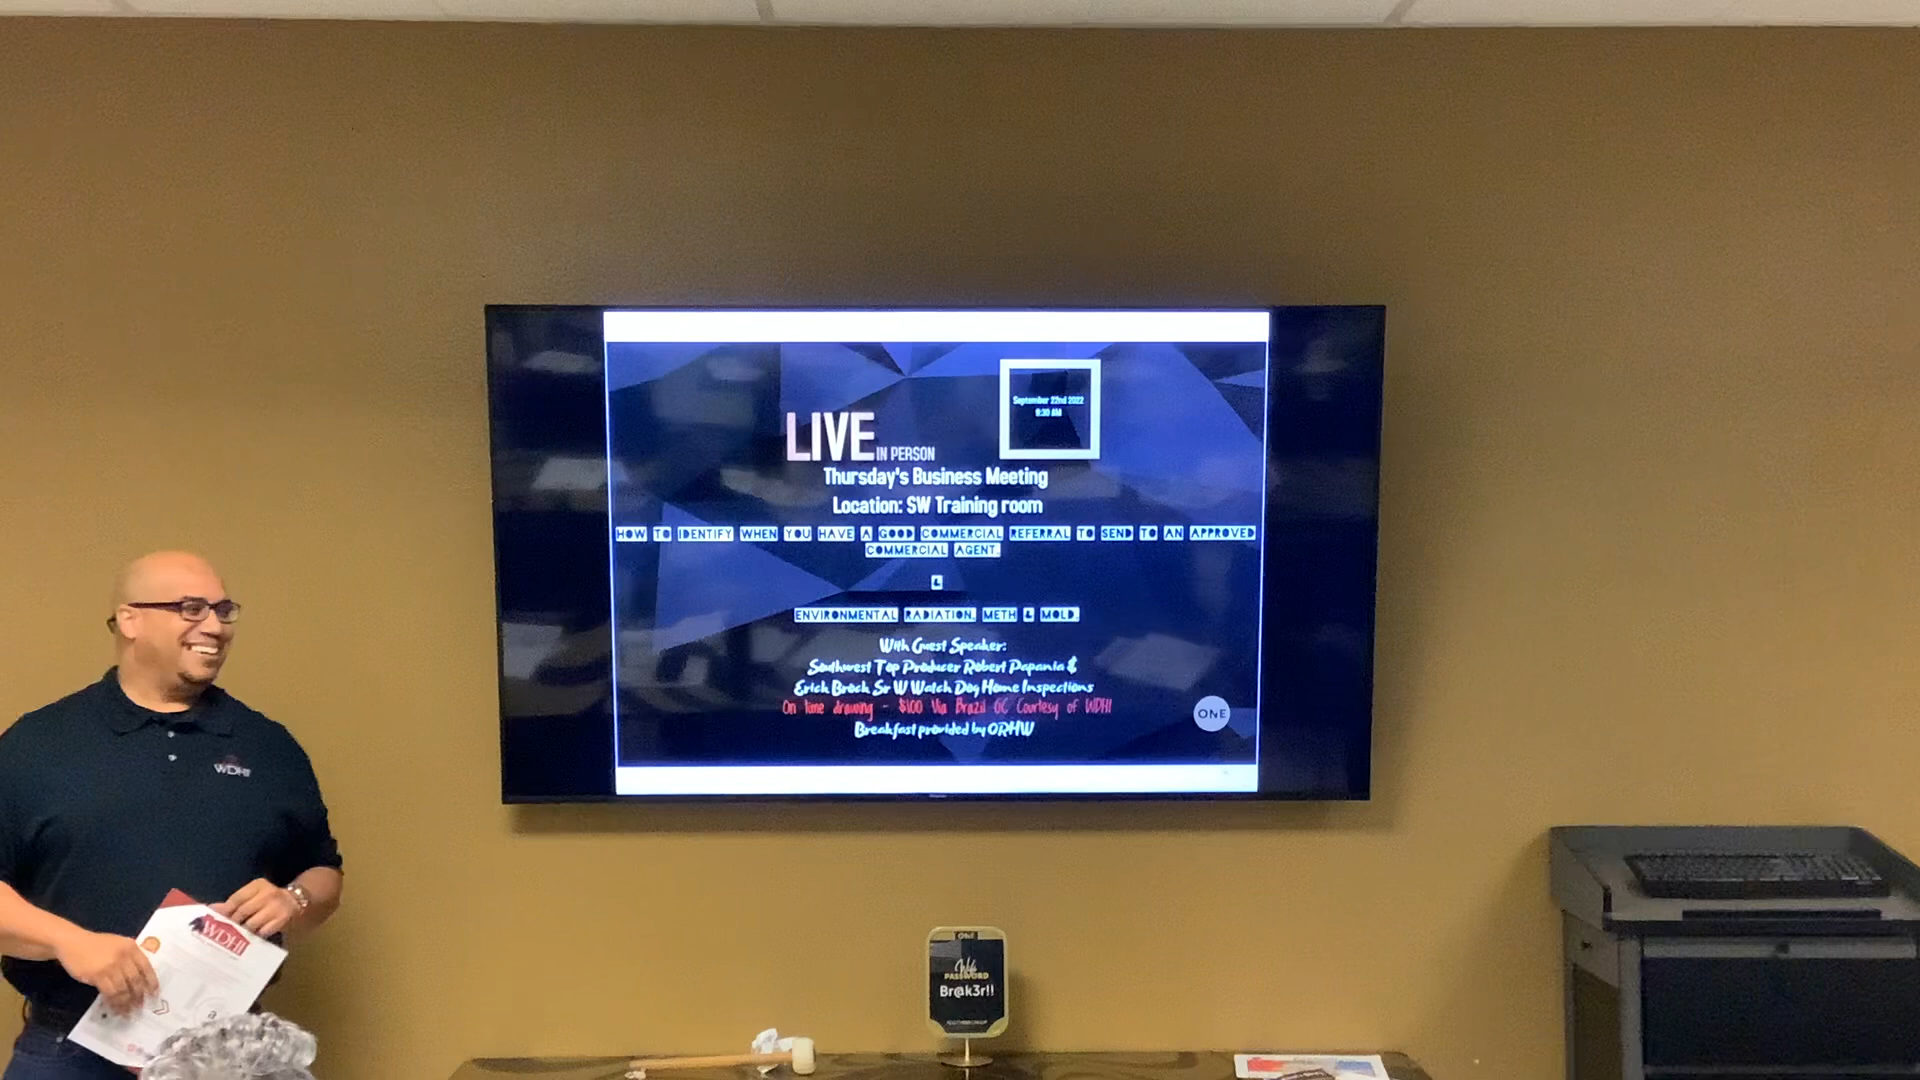 September 22nd 2022
8:30 AM
LIVE IN PERSON
Thursday's Business Meeting
Location: SW Training room
HOW TO IDENTIFY WHEN YOU HAVE A GOOD COMMERCIAL REFERRAL TO SEND TO AN APPROVED
COMMERCIAL AGENT.
&
ENVIRONMENTAL RADIATION, METH & MOLD.
With Guest Speaker:
Southwest Top Producer Robert Papania &
Erick Brock Sr W Watch Dog Home Inspections
On time drawing - $100 Via Brazil GC Courtesy of WDHI
Breakfast provided by ORHW
ONE
WDHI
WDHI
ONE
Wifi
PASSWORD
Br@k3r!!